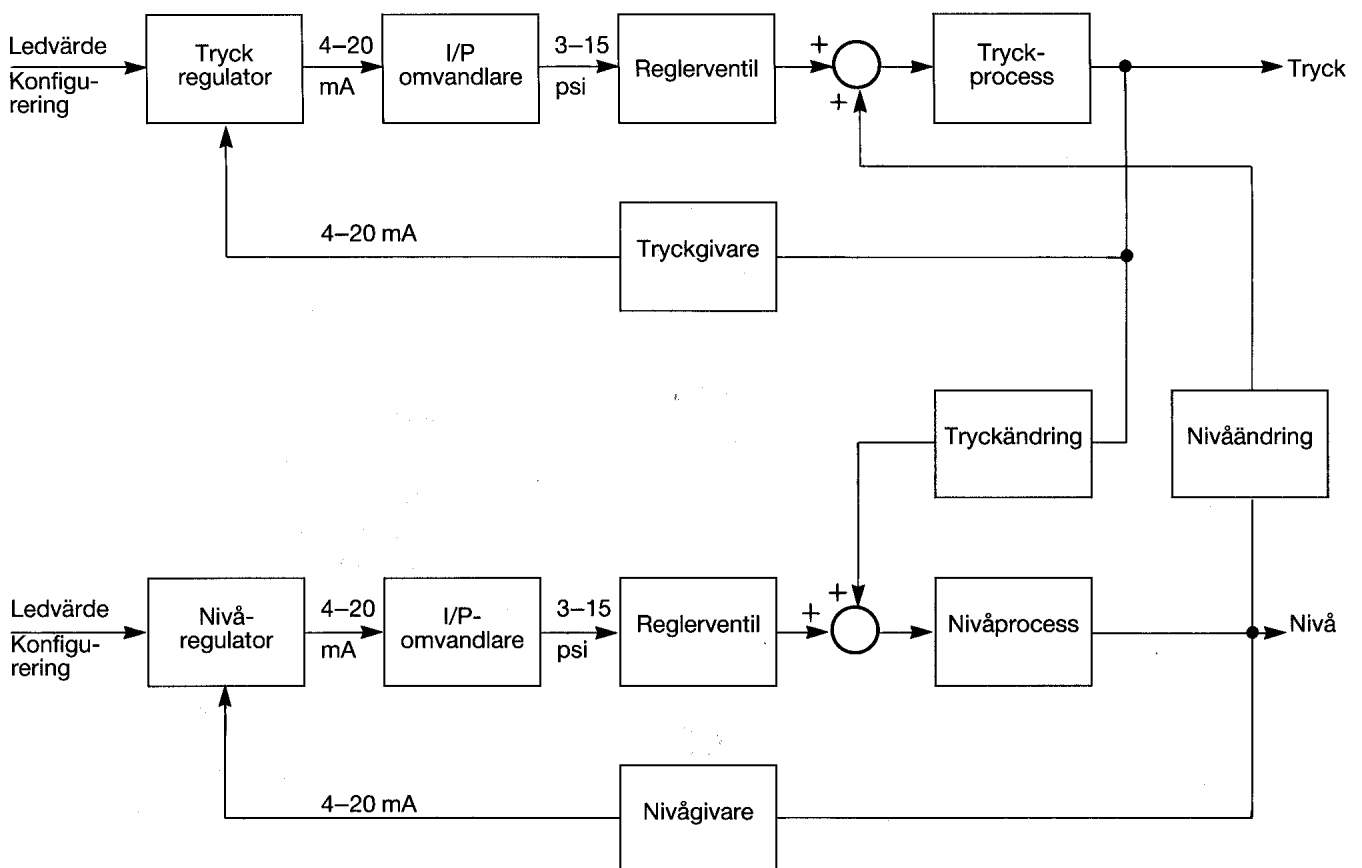 Ledvärde
Konfigu-
rering
Tryck
regulator
4–20
mA
I/P
omvandlare
3–15
psi
Reglerventil
+
+
Tryck-
process
Tryck
4–20 mA
Tryckgivare
Tryckändring
Nivåändring
Ledvärde
Konfigu-
rering
Nivå-
regulator
4–20
mA
I/P-
omvandlare
3–15
psi
Reglerventil
+
+
Nivåprocess
Nivå
4–20 mA
Nivågivare